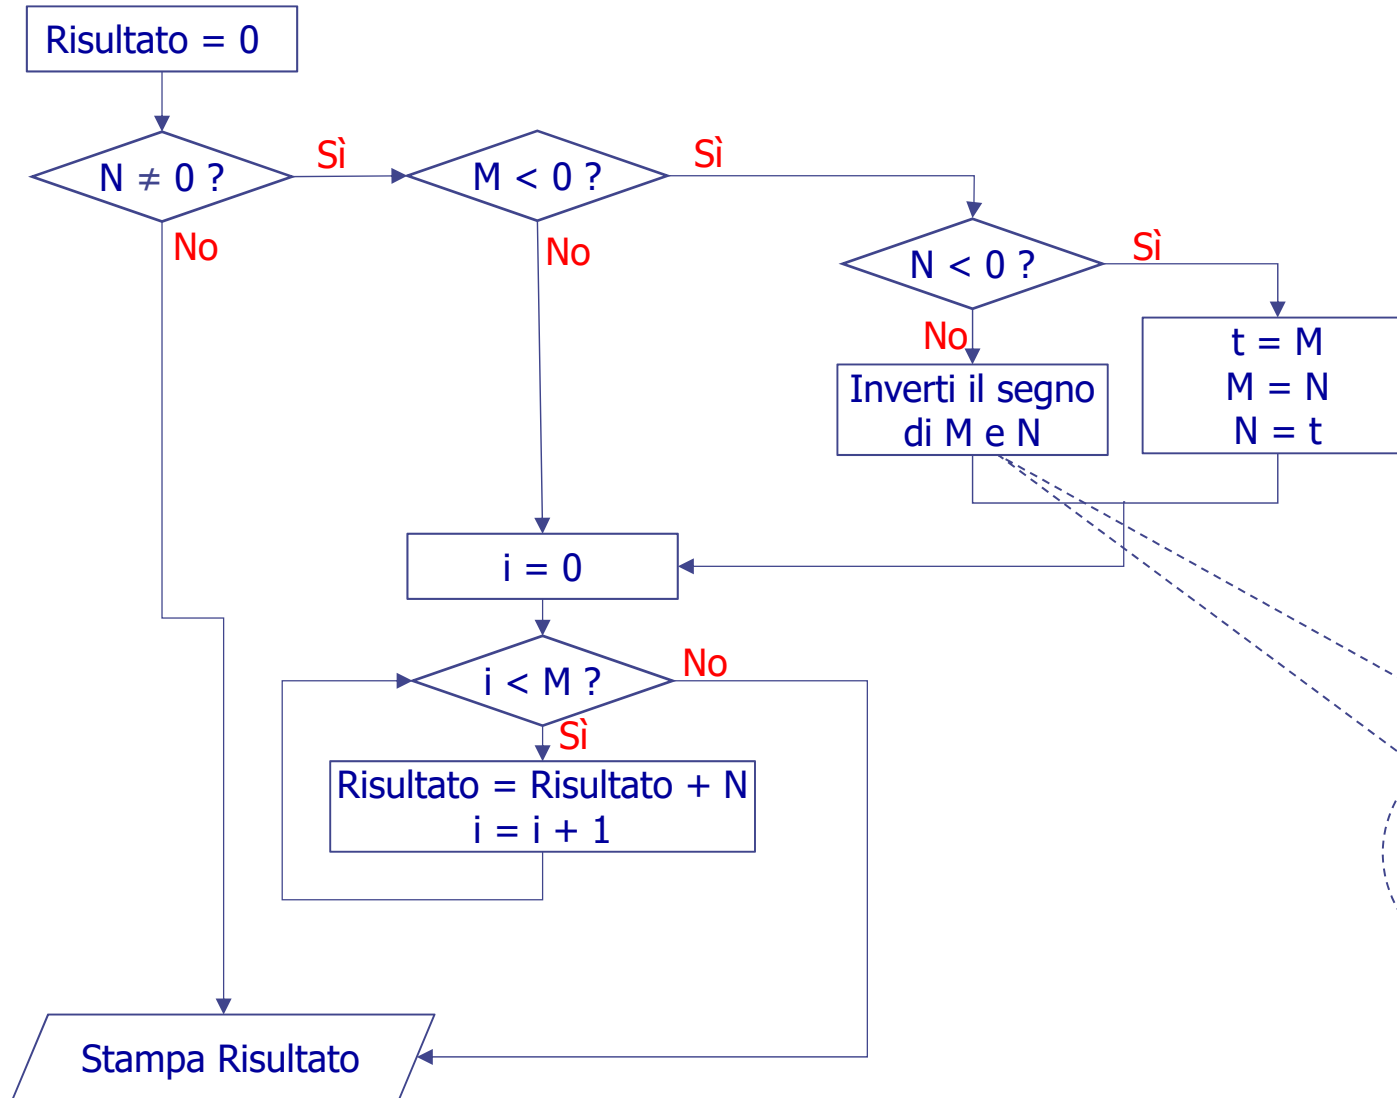 Risultato = 0
N ≠ 0 ?
Sì
No
M < 0 ?
Sì
No
N < 0 ?
Sì
No
Inverti il segno
di M e N
t = M
M = N
N = t
i = 0
i < M ?
No
Sì
Risultato = Risultato + N
i = i + 1
Stampa Risultato